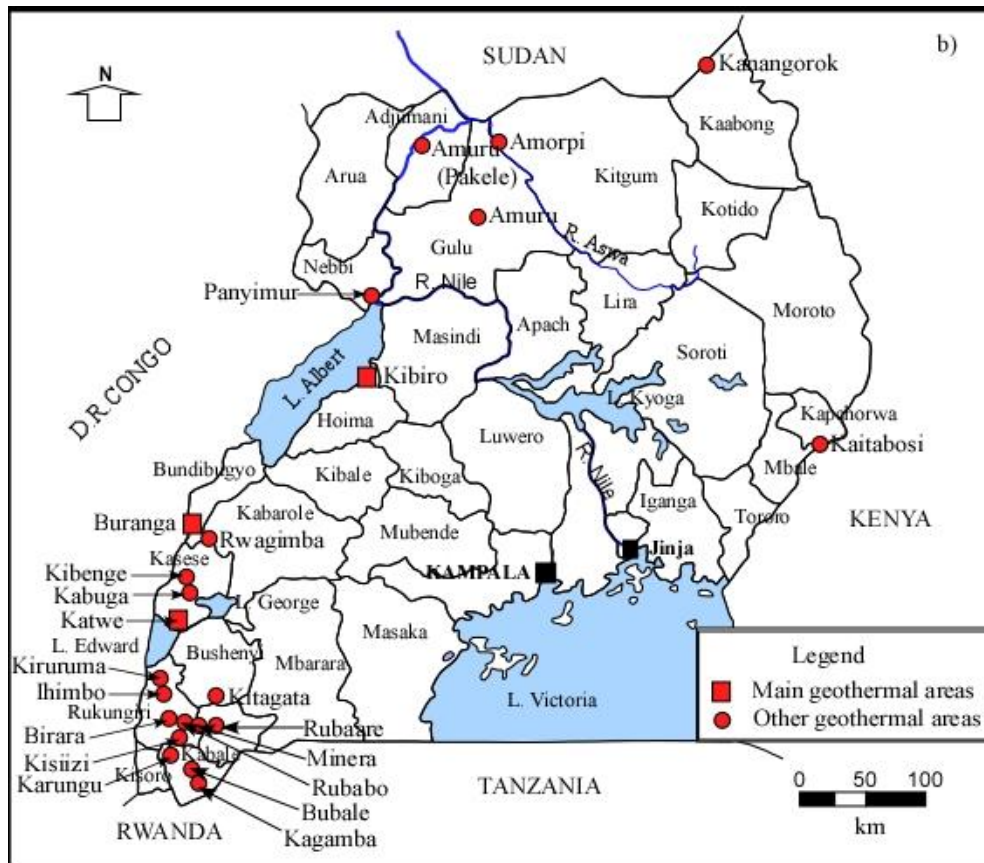 b)
SUDAN
N
Kanangorok
Kaabong
Adjumani
Amuru
(Pakele)
Amorpi
Arua
Kitgum
Kotido
Amuru
R. Aswa
Gulu
Nebbi
R. Nile
Panyimur
Lira
Moroto
Apach
Masindi
Soroti
D.R.CONGO
L. Albert
Kibiro
L. Kyoga
Hoima
Kapchorwa
Kaitabosi
Luwero
Bundibugyo
Kibale
Kiboga
Mbale
R. Nile
Iganga
Kabarole
Tororo
KENYA
Buranga
Rwagimba
Mubende
Jinja
Kasese
Kibenge
KAMPALA
Kabuga
L. George
Katwe
Masaka
L. Edward
Bushenyi
Mbarara
Kiruruma
Ihimbo
Kitagata
L. Victoria
Rukungiri
Birara
Rubaare
Kisiizi
Minera
Kabale
Karungu
Kisoro
Rubabo
Bubale
Kagamba
TANZANIA
RWANDA
Legend
Main geothermal areas
Other geothermal areas
0 50 100
km